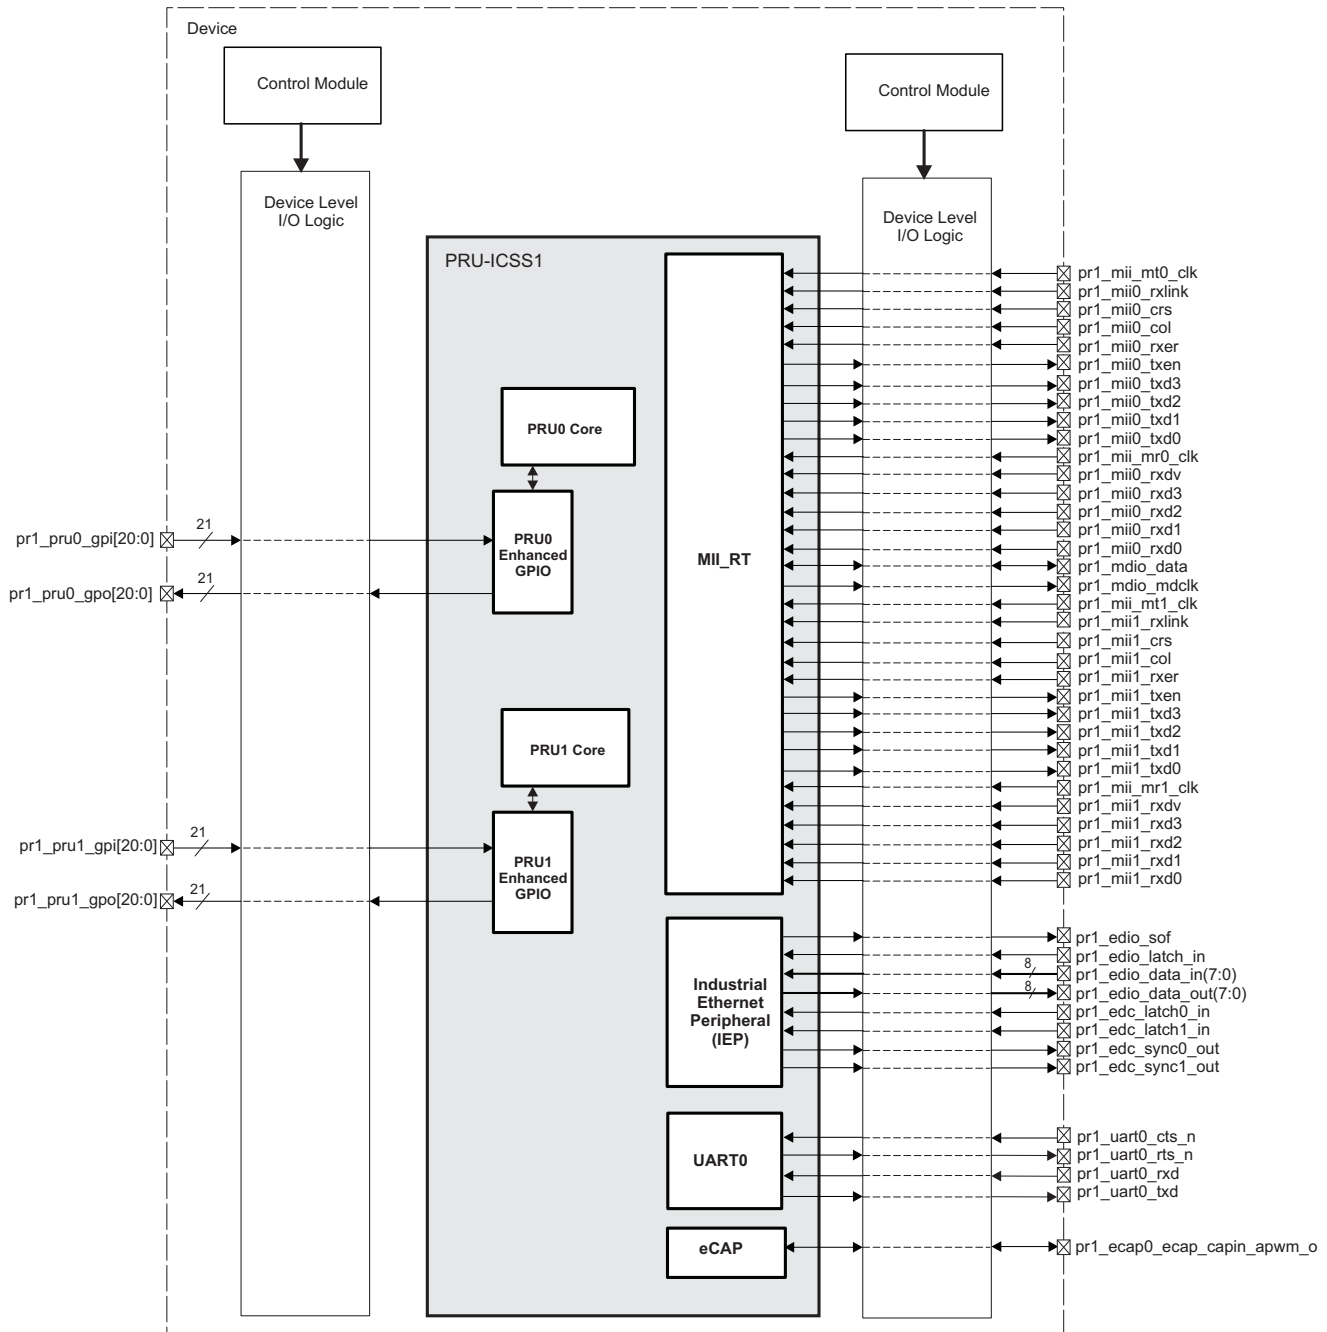 Device
Control Module
Control Module
Device Level
I/O Logic
Device Level
I/O Logic
PRU-ICSS1
PRU0 Core
PRU0
Enhanced
GPIO
PRU1 Core
PRU1
Enhanced
GPIO
MII_RT
Industrial
Ethernet
Peripheral
(IEP)
UART0
eCAP
pr1_pru0_gpi[20:0]
21
pr1_pru0_gpo[20:0]
21
pr1_pru1_gpi[20:0]
21
pr1_pru1_gpo[20:0]
21
pr1_mii_mt0_clk
pr1_mii0_rxlink
pr1_mii0_crs
pr1_mii0_col
pr1_mii0_rxer
pr1_mii0_txen
pr1_mii0_txd3
pr1_mii0_txd2
pr1_mii0_txd1
pr1_mii0_txd0
pr1_mii_mr0_clk
pr1_mii0_rxdv
pr1_mii0_rxd3
pr1_mii0_rxd2
pr1_mii0_rxd1
pr1_mii0_rxd0
pr1_mdio_data
pr1_mdio_mdclk
pr1_mii_mt1_clk
pr1_mii1_rxlink
pr1_mii1_crs
pr1_mii1_col
pr1_mii1_rxer
pr1_mii1_txen
pr1_mii1_txd3
pr1_mii1_txd2
pr1_mii1_txd1
pr1_mii1_txd0
pr1_mii_mr1_clk
pr1_mii1_rxdv
pr1_mii1_rxd3
pr1_mii1_rxd2
pr1_mii1_rxd1
pr1_mii1_rxd0
pr1_edio_sof
pr1_edio_latch_in
8
pr1_edio_data_in(7:0)
8
pr1_edio_data_out(7:0)
pr1_edc_latch0_in
pr1_edc_latch1_in
pr1_edc_sync0_out
pr1_edc_sync1_out
pr1_uart0_cts_n
pr1_uart0_rts_n
pr1_uart0_rxd
pr1_uart0_txd
pr1_ecap0_ecap_capin_apwm_o